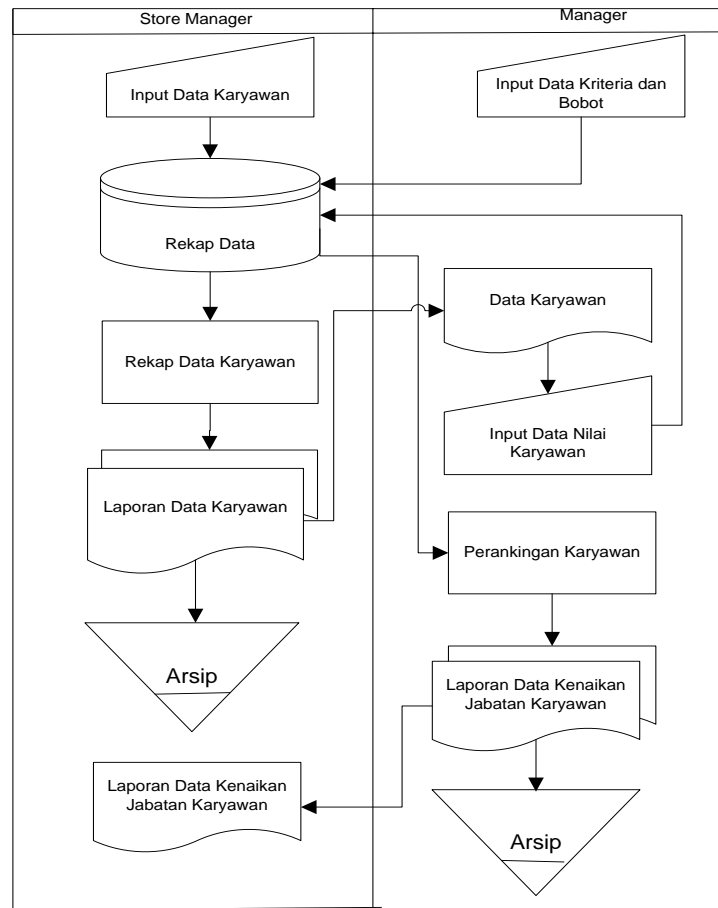 Store Manager
Manager
Input Data Karyawan
Input Data Kriteria dan
Bobot
Rekap Data
Data Karyawan
Rekap Data Karyawan
Input Data Nilai
Karyawan
Laporan Data Karyawan
Perankingan Karyawan
Arsip
Laporan Data Kenaikan
Jabatan Karyawan
Laporan Data Kenaikan
Jabatan Karyawan
Arsip